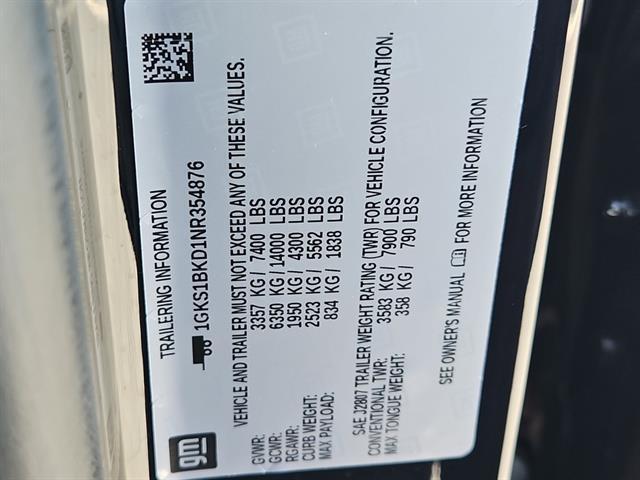 gm
TRAILERING INFORMATION
1GKS1BKD1NR354876
VEHICLE AND TRAILER MUST NOT EXCEED ANY OF THESE VALUES.
GVWR: 3357 KG / 7400 LBS
GCWR: 6350 KG / 14000 LBS
RGAWR: 1950 KG / 4300 LBS
CURB WEIGHT: 2523 KG / 5562 LBS
MAX PAYLOAD: 834 KG / 1838 LBS
SAE J2807 TRAILER WEIGHT RATING (TWR) FOR VEHICLE CONFIGURATION.
CONVENTIONAL TWR: 3583 KG / 7900 LBS
MAX TONGUE WEIGHT: 358 KG / 790 LBS
SEE OWNER'S MANUAL FOR MORE INFORMATION